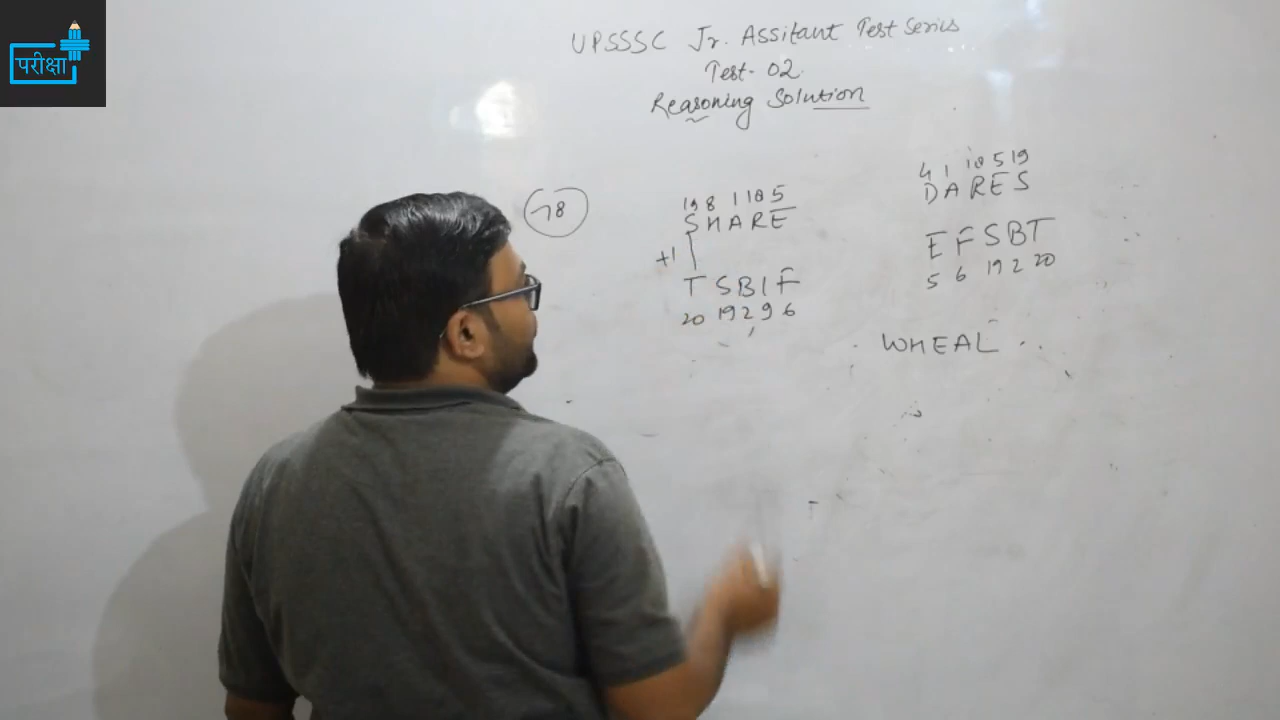 परीक्षा
UPSSSC Jr. Assitant Test Series
Test- 02.
Reasoning Solution
78
19 8 1 18 5
SHARE
+1
TSBIF
20 19 2 9 6
4 1 18 5 19
DARES
EFSBT
5 6 19 2 20
WHEAL ..